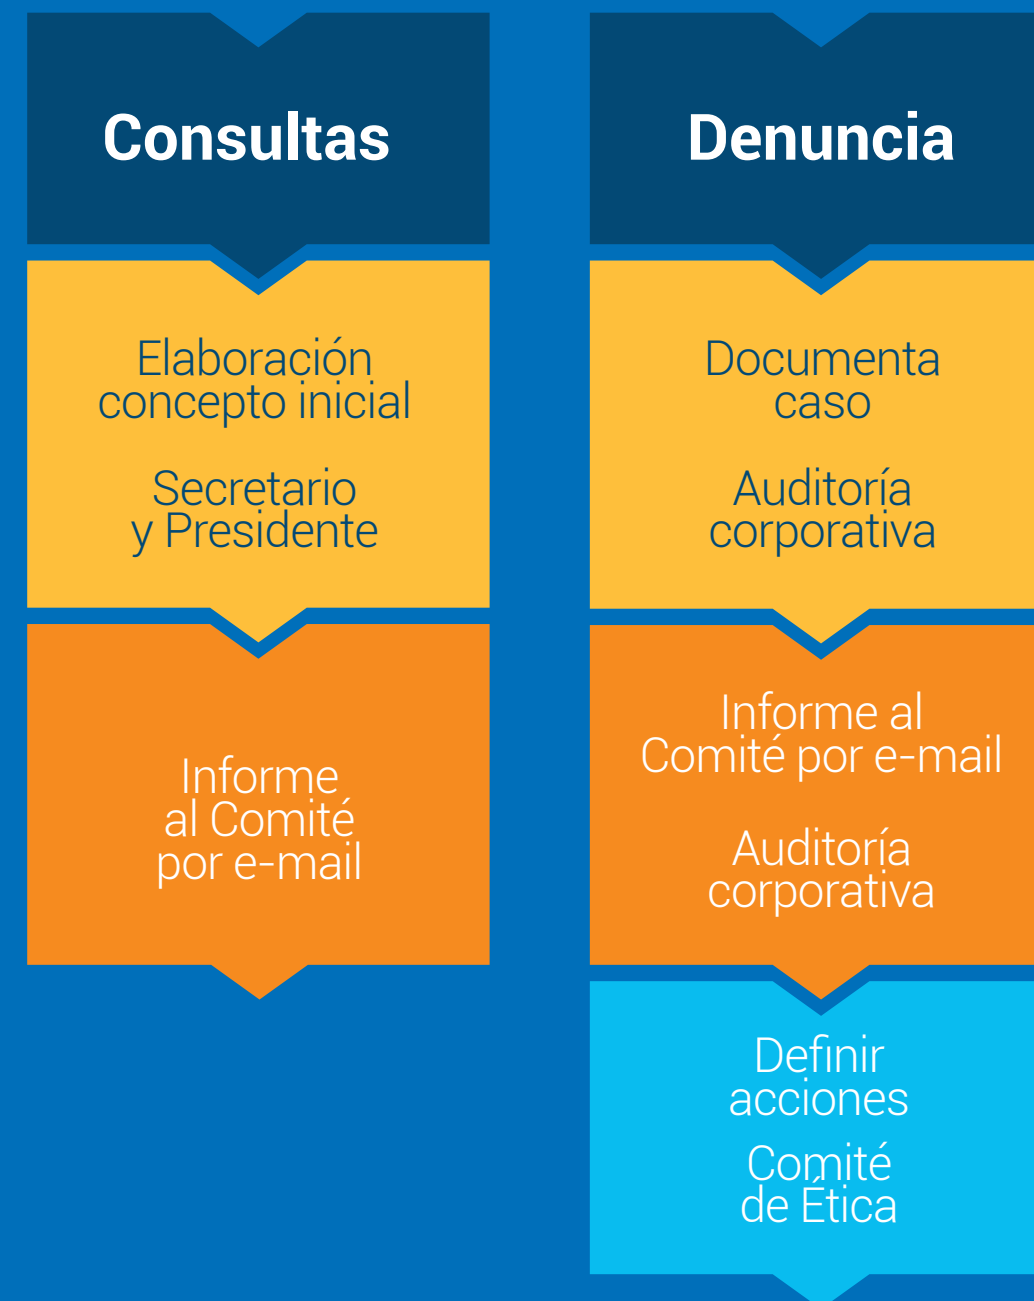 Consultas
Elaboración
concepto inicial
Secretario
y Presidente
Informe
al Comité
por e-mail
Denuncia
Documenta
caso
Auditoría
corporativa
Informe al
Comité por e-mail
Auditoría
corporativa
Definir
acciones
Comité
de Ética